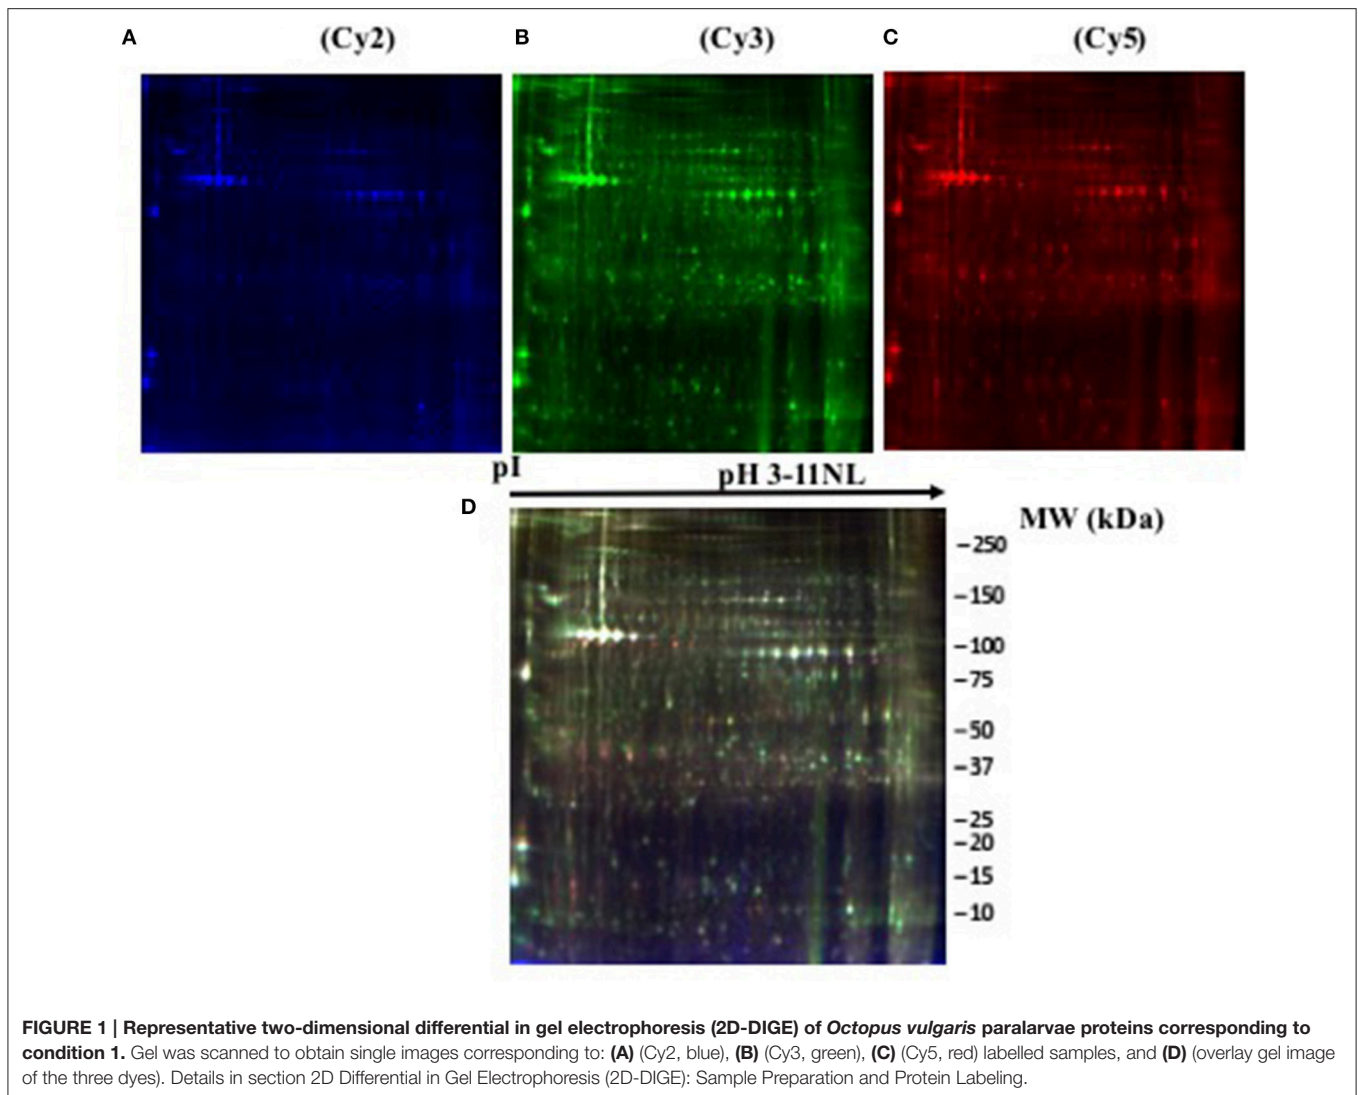 A (Cy2) B (Cy3) C (Cy5)
pI
pH 3-11NL
D
MW (kDa)
-250
-150
-100
-75
-50
-37
-25
-20
-15
-10
FIGURE 1 | Representative two-dimensional differential in gel electrophoresis (2D-DIGE) of Octopus vulgaris paralarvae proteins corresponding to
condition 1. Gel was scanned to obtain single images corresponding to: (A) (Cy2, blue), (B) (Cy3, green), (C) (Cy5, red) labelled samples, and (D) (overlay gel image
of the three dyes). Details in section 2D Differential in Gel Electrophoresis (2D-DIGE): Sample Preparation and Protein Labeling.